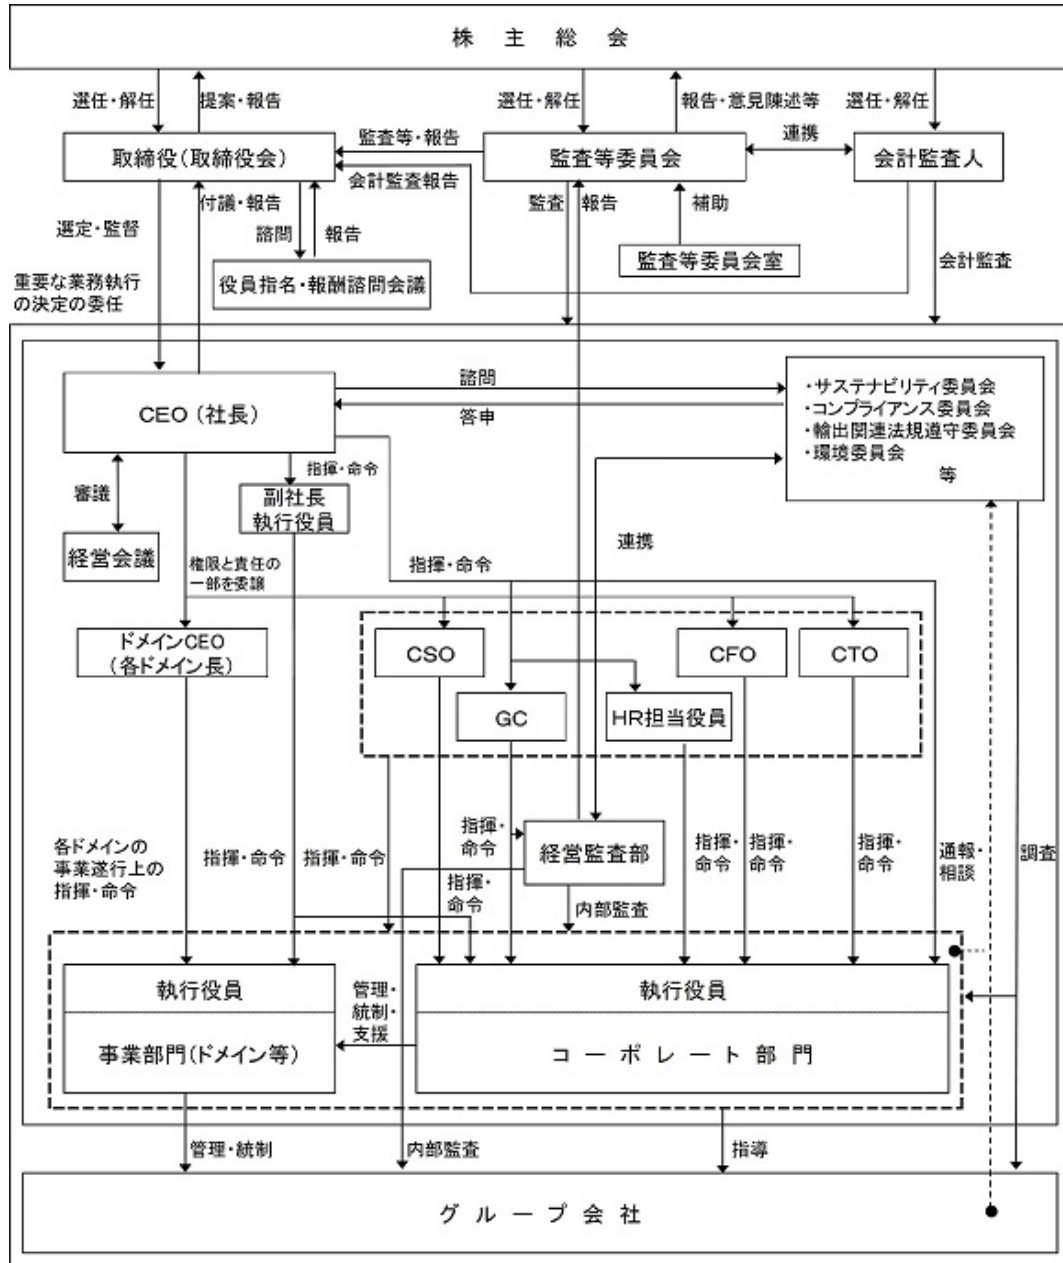 株主総会
選任・解任
提案・報告
選任・解任
報告・意見陳述等
選任・解任
取締役（取締役会）
監査等・報告
監査等委員会
連携
会計監査人
会計監査報告
選定・監督
付議・報告
諮問
報告
監査
報告
補助
会計監査
役員指名・報酬諮問会議
監査等委員会室
重要な業務執行
の決定の委任
CEO（社長）
諮問
答申
・サステナビリティ委員会
・コンプライアンス委員会
・輸出関連法規遵守委員会
・環境委員会
等
審議
指揮・命令
副社長
執行役員
経営会議
権限と責任の
一部を委譲
指揮・命令
連携
ドメインCEO
（各ドメイン長）
CSO
CFO
CTO
GC
HR担当役員
各ドメインの
事業遂行上の
指揮・命令
指揮・命令
指揮・命令
指揮・
命令
経営監査部
指揮・
命令
指揮・
命令
指揮・
命令
指揮・
命令
通報・
相談
調査
内部監査
執行役員
事業部門（ドメイン等）
管理・
統制・
支援
執行役員
コーポレート部門
管理・統制
内部監査
指導
グループ会社